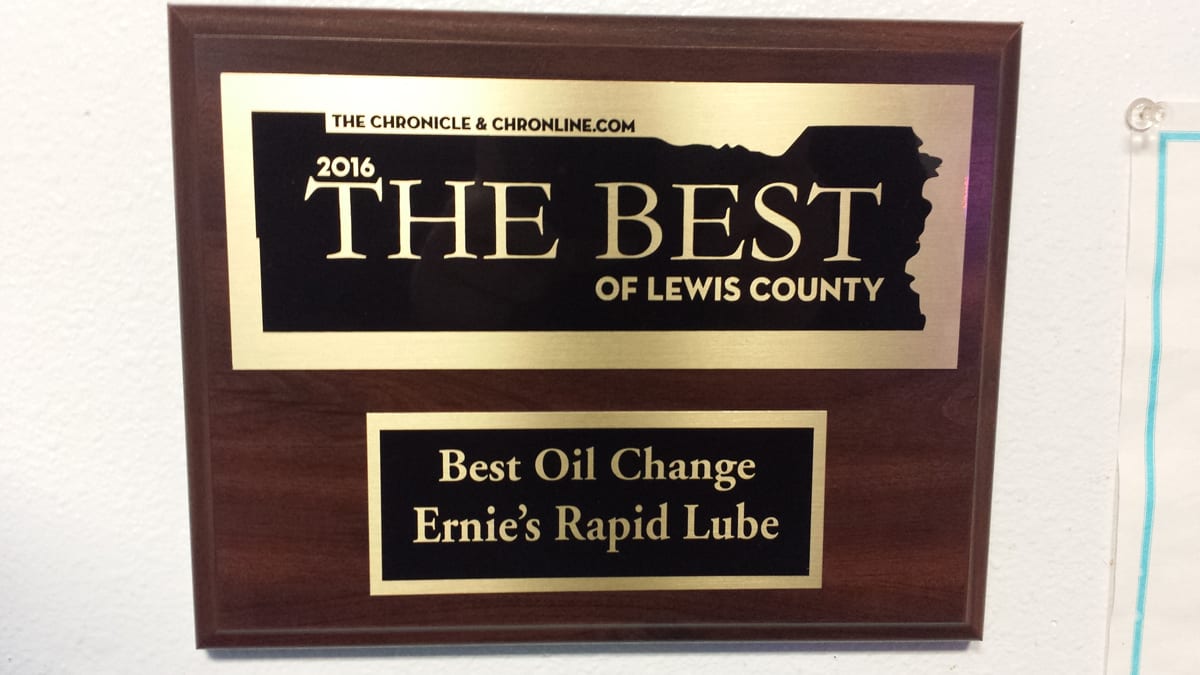 THE CHRONICLE & CHRONLINE.COM
2016
THE BEST
OF LEWIS COUNTY
Best Oil Change
Ernie's Rapid Lube